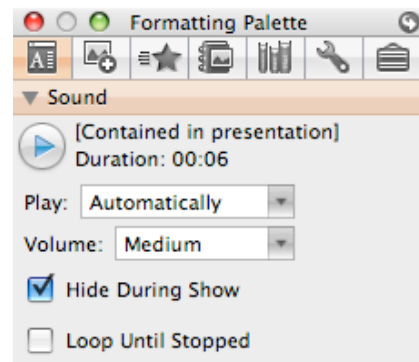 Formatting Palette
A
Sound
[Contained in presentation]
Duration: 00:06
Play: Automatically
Volume: Medium
Hide During Show
Loop Until Stopped